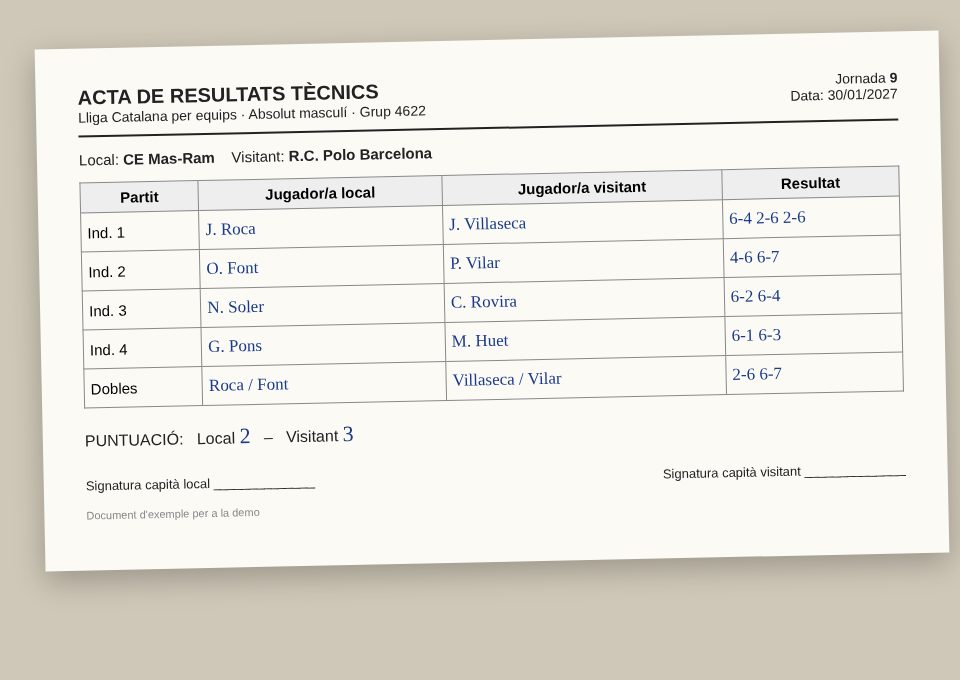 ACTA DE RESULTATS TÈCNICS
Lliga Catalana per equips · Absolut masculí · Grup 4622
Jornada 9
Data: 30/01/2027
Local: CE Mas-Ram Visitant: R.C. Polo Barcelona
Partit Jugador/a local Jugador/a visitant Resultat
Ind. 1 J. Roca J. Villaseca 6-4 2-6 2-6
Ind. 2 O. Font P. Vilar 4-6 6-7
Ind. 3 N. Soler C. Rovira 6-2 6-4
Ind. 4 G. Pons M. Huet 6-1 6-3
Dobles Roca / Font Villaseca / Vilar 2-6 6-7
PUNTUACIÓ: Local 2 – Visitant 3
Signatura capità local ______________
Signatura capità visitant ______________
Document d'exemple per a la demo